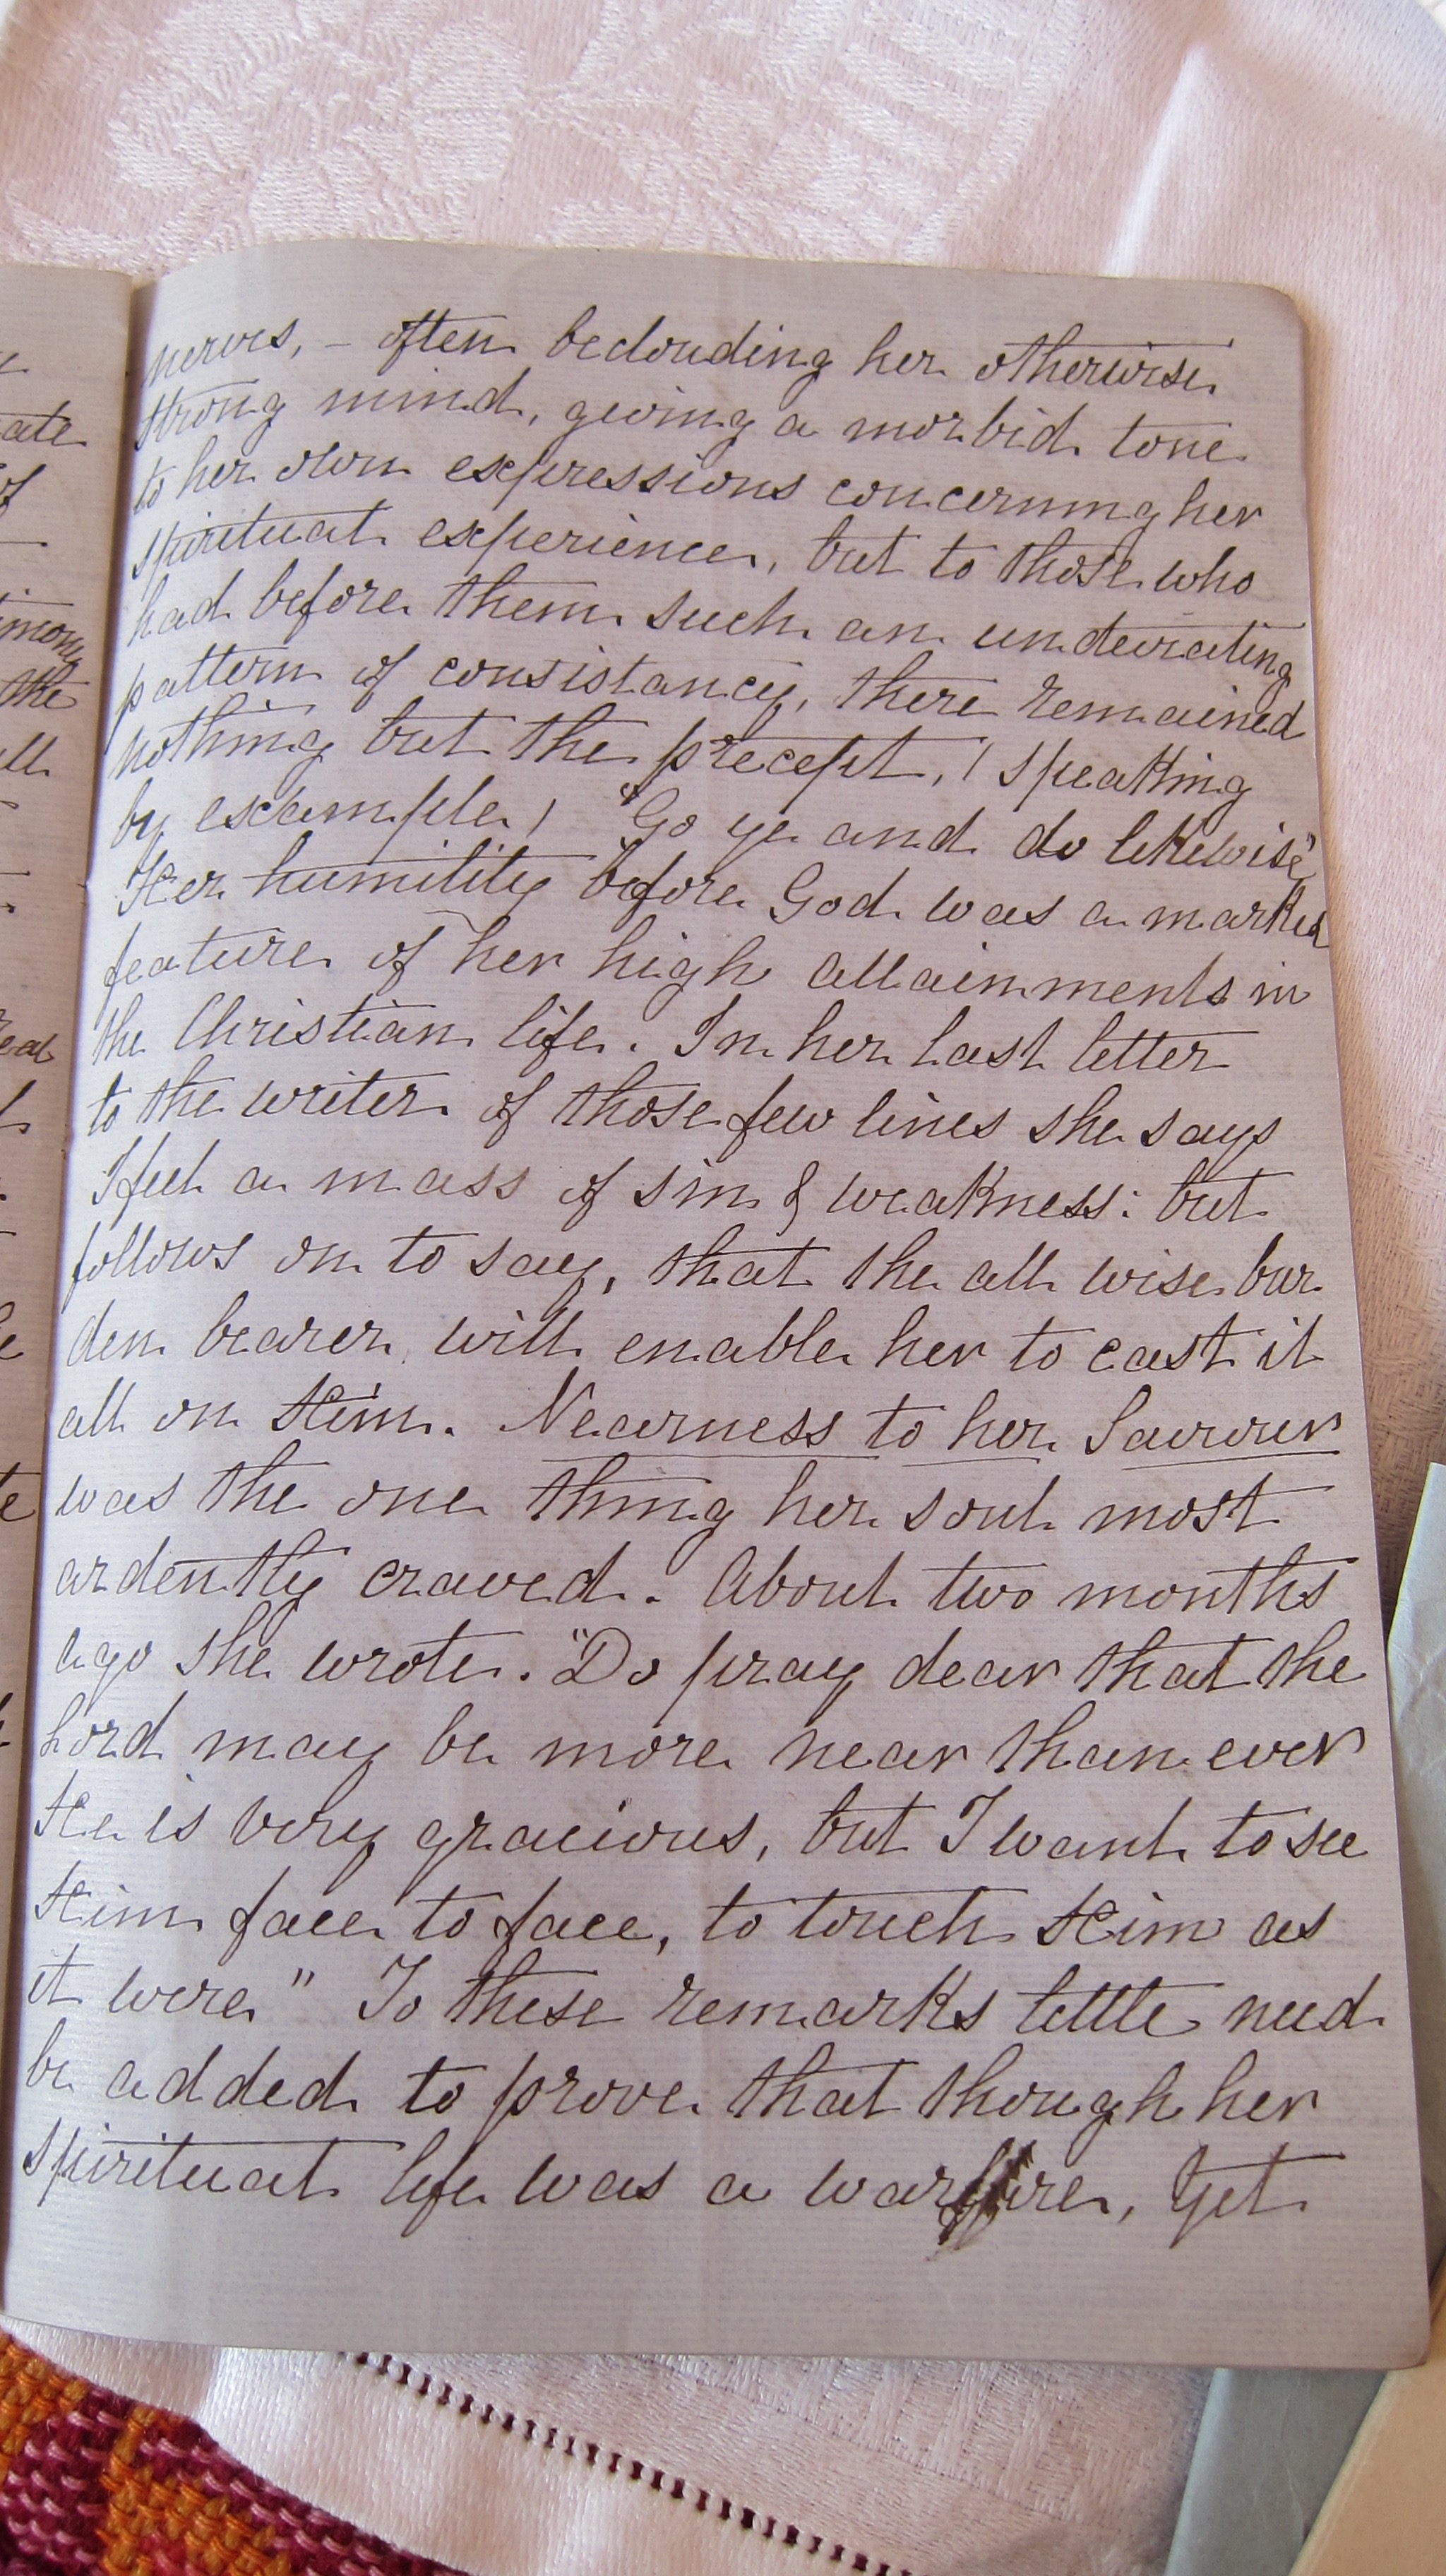 nerves, – often beclouding her otherwise
strong mind, giving a morbid tone
to her own expressions concerning her
spiritual experience, but to those who
had before them such an undeviating
pattern of consistancy, there remained
nothing but the precept, (speaking
by example) "Go ye and do likewise"
Her humility before God was a marked
feature of her high attainments in
the Christian life. In her last letter
to the writer of those few lines she says
I feel a mass of sin & weakness: but
follows on to say, that the all wise bur
den bearer will enable her to cast it
all on Him. Nearness to her Saviour
was the one thing her soul most
ardently craved. About two months
ago she wrote. "Do pray dear that the
Lord may be more near than ever
He is very gracious, but I want to see
Him face to face, to touch Him as
it were" To these remarks little need
be added to prove that though her
spiritual life was a warfare, yet
ate
of
the